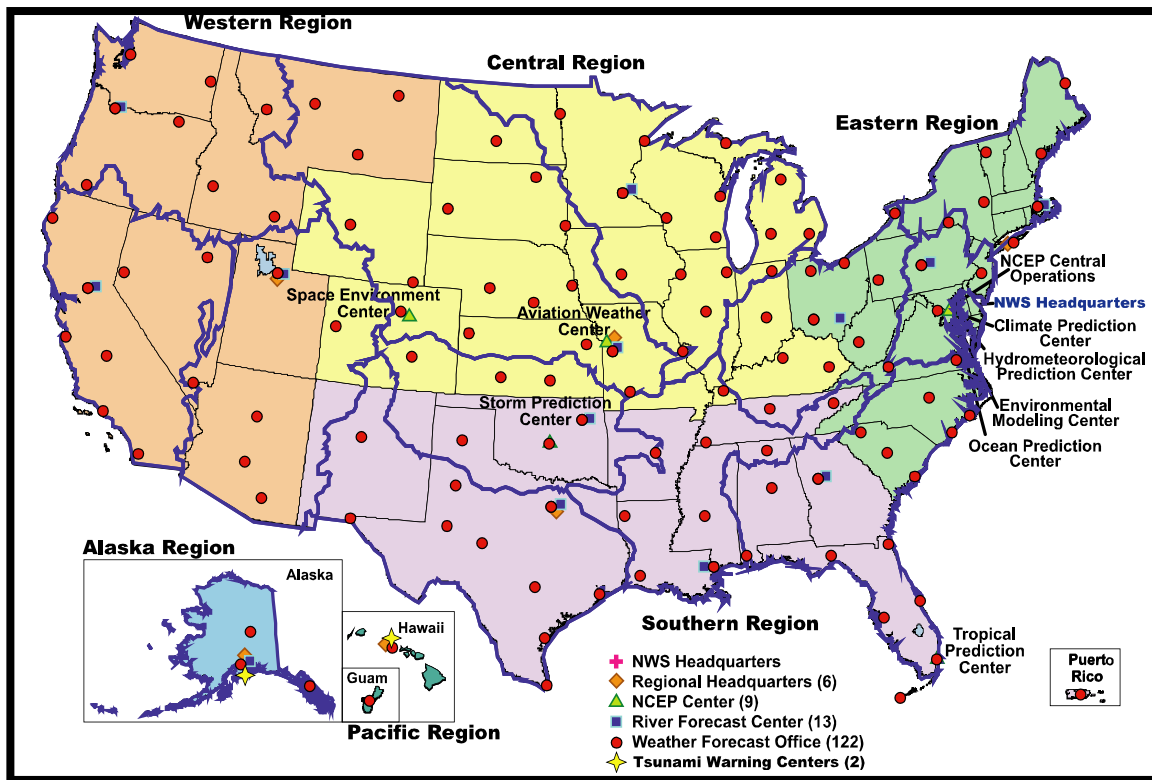 Western Region
Central Region
Eastern Region
NCEP Central
Operations
NWS Headquarters
Climate Prediction
Center
Hydrometeorological
Prediction Center
Environmental
Modeling Center
Ocean Prediction
Center
Space Environment
Center
Aviation Weather
Center
Storm Prediction
Center
Alaska Region
Alaska
Hawaii
Guam
Pacific Region
Southern Region
Tropical
Prediction
Center
Puerto
Rico
NWS Headquarters
Regional Headquarters (6)
NCEP Center (9)
River Forecast Center (13)
Weather Forecast Office (122)
Tsunami Warning Centers (2)